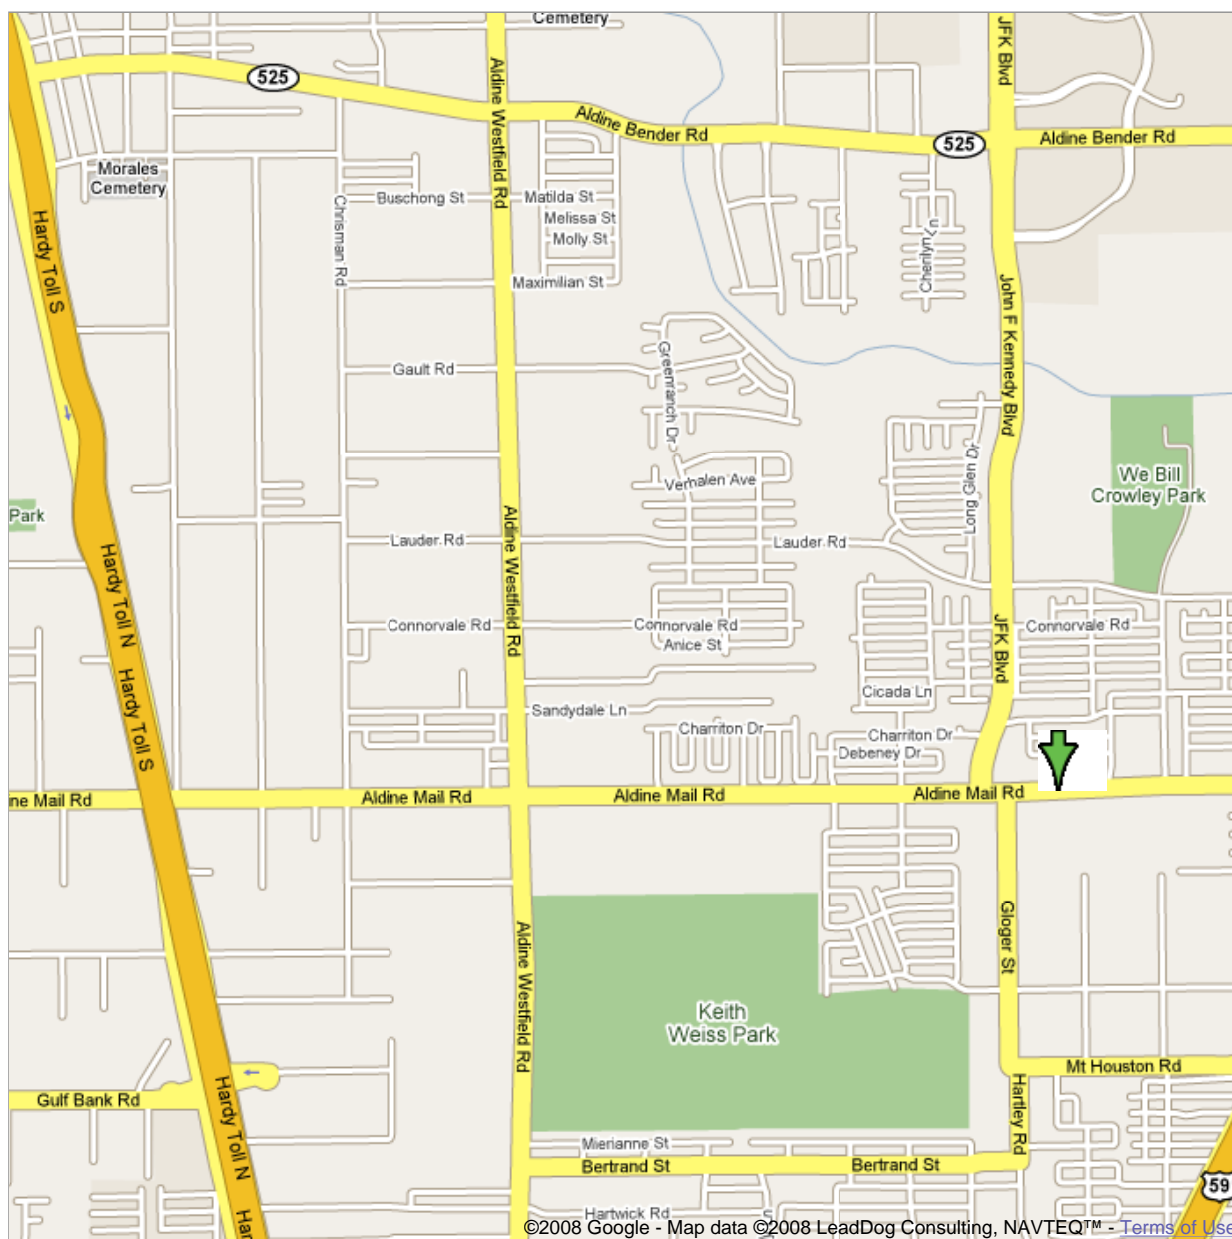 Cemetery
JFK Blvd
525
Aldine Westfield Rd
Aldine Bender Rd
525
Aldine Bender Rd
Morales
Cemetery
Hardy Toll S
Chrisman Rd
Buschong St
Matilda St
Melissa St
Molly St
Maximilian St
Chenlyn
John F Kennedy Blvd
Gault Rd
Greenranch Dr
Long Glen Dr
We Bill
Crowley Park
Verhalen Ave
Park
Aldine Westfield Rd
Lauder Rd
Lauder Rd
Hardy Toll N
Connorvale Rd
Connorvale Rd
Anice St
JFK Blvd
Connorvale Rd
Hardy Toll S
Cicada Ln
Sandydale Ln
Charriton Dr
Charriton Dr
Debeney Dr
ne Mail Rd
Aldine Mail Rd
Aldine Mail Rd
Aldine Mail Rd
Gloger St
Aldine Westfield Rd
Keith
Weiss Park
Mt Houston Rd
Hardy Toll N
Hartley Rd
Gulf Bank Rd
Mierianne St
Bertrand St
Bertrand St
59
Hartwick Rd
Har
©2008 Google - Map data ©2008 LeadDog Consulting, NAVTEQ™ - Terms of Use